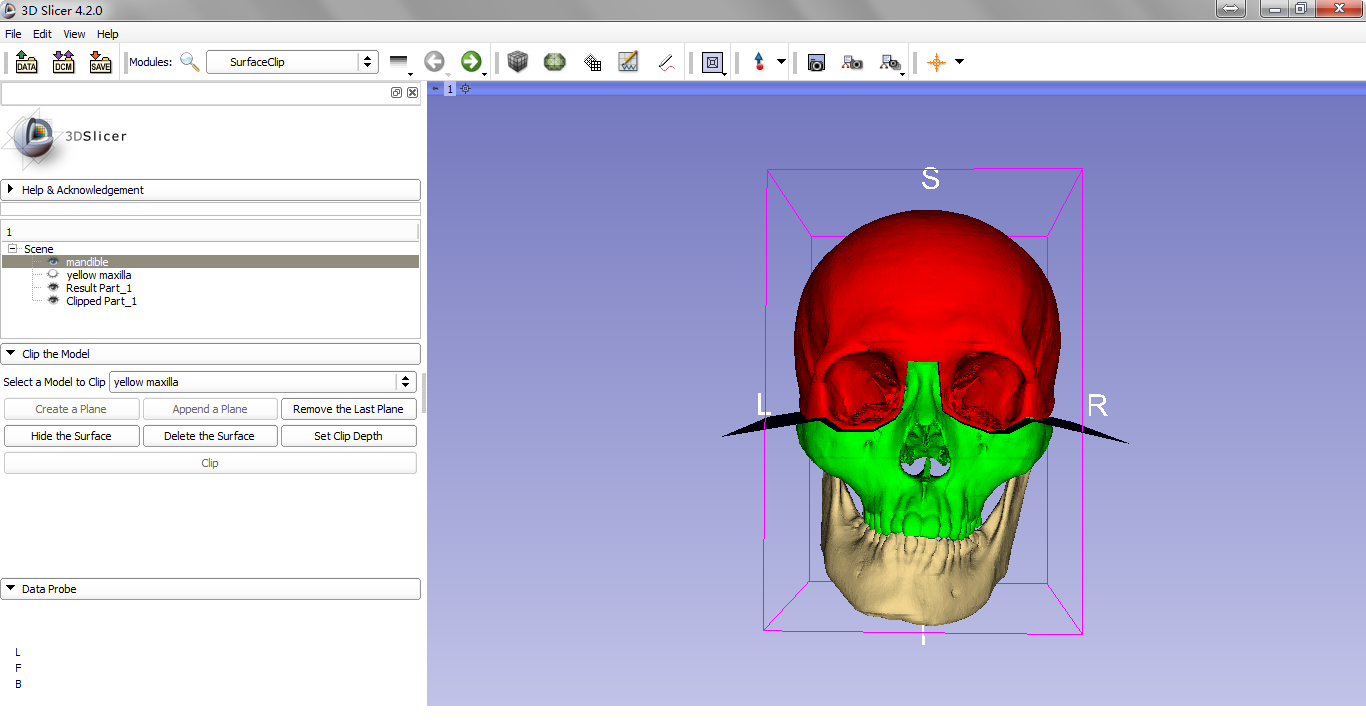 3D Slicer 4.2.0
File Edit View Help
DATA DCM SAVE Modules: SurfaceClip
1
3DSlicer
Help & Acknowledgement
1
Scene
mandible
yellow maxilla
Result Part_1
Clipped Part_1
Clip the Model
Select a Model to Clip yellow maxilla
Create a Plane Append a Plane Remove the Last Plane
Hide the Surface Delete the Surface Set Clip Depth
Clip
Data Probe
L
F
B
S
L R
I